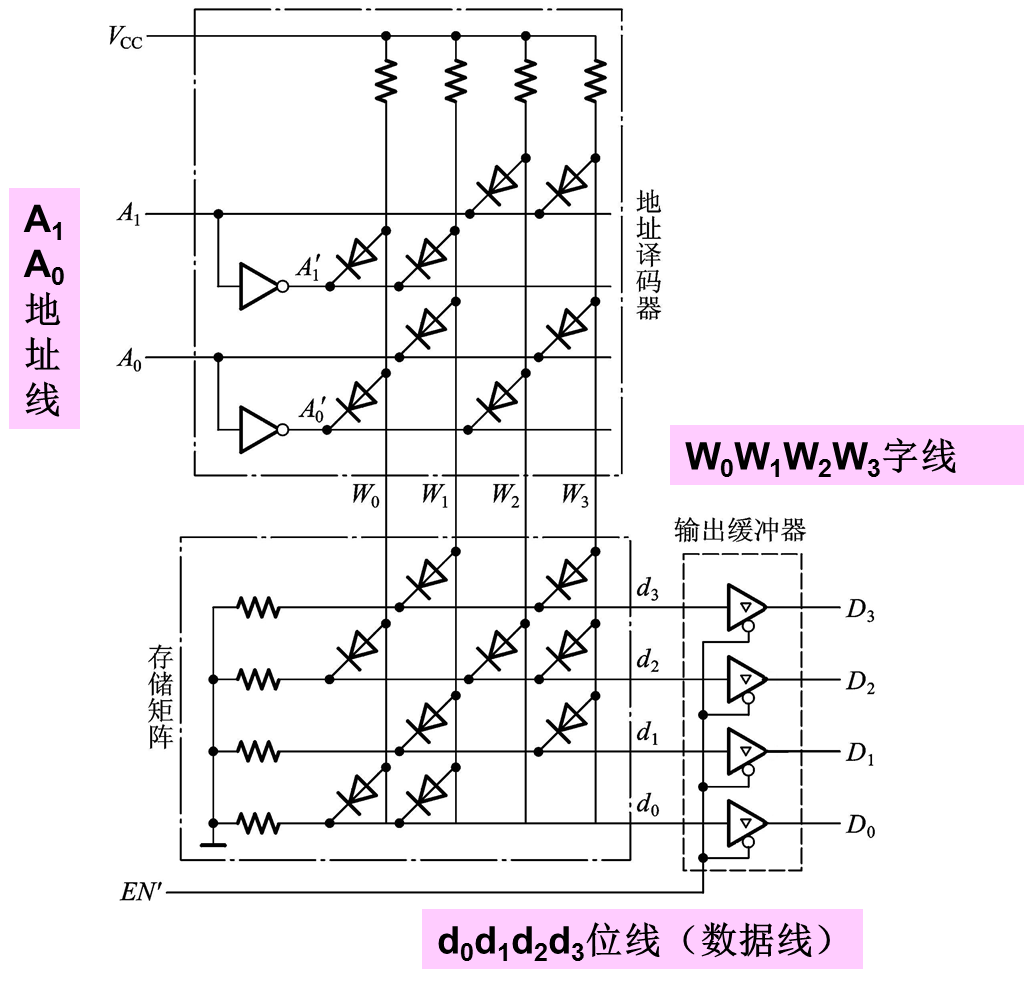 V_CC
A₁
A₀
地
址
线
A₁
A₁′
A₀
A₀′
地址译码器
W₀W₁W₂W₃字线
W₀ W₁ W₂ W₃
输出缓冲器
存储矩阵
d₃ D₃
d₂ D₂
d₁ D₁
d₀ D₀
EN′
d₀d₁d₂d₃位线（数据线）